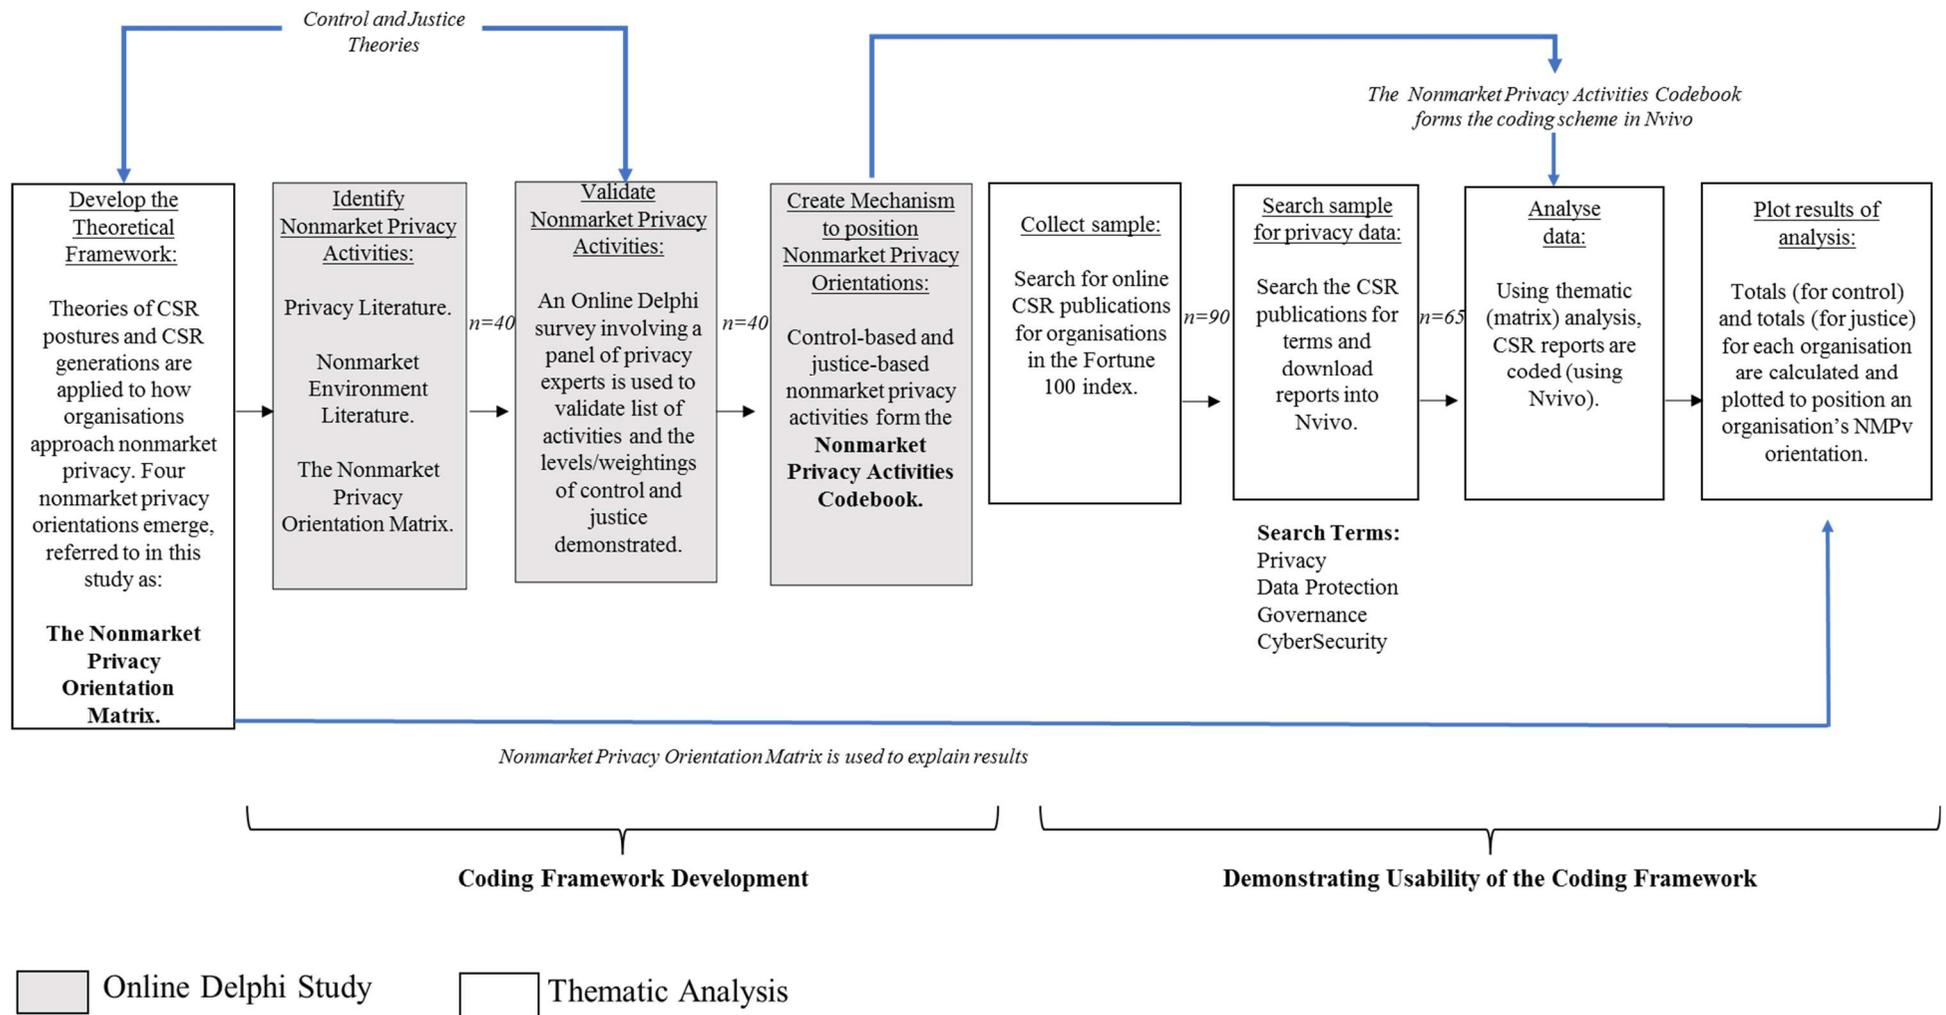 Control and Justice
Theories
The Nonmarket Privacy Activities Codebook
forms the coding scheme in Nvivo
Develop the
Theoretical
Framework:
Theories of CSR
postures and CSR
generations are
applied to how
organisations
approach nonmarket
privacy. Four
nonmarket privacy
orientations emerge,
referred to in this
study as:
The Nonmarket
Privacy
Orientation
Matrix.
Identify
Nonmarket Privacy
Activities:
Privacy Literature.
Nonmarket
Environment
Literature.
The Nonmarket
Privacy
Orientation Matrix.
n=40
Validate
Nonmarket Privacy
Activities:
An Online Delphi
survey involving a
panel of privacy
experts is used to
validate list of
activities and the
levels/weightings
of control and
justice
demonstrated.
n=40
Create Mechanism
to position
Nonmarket Privacy
Orientations:
Control-based and
justice-based
nonmarket privacy
activities form the
Nonmarket
Privacy Activities
Codebook.
Collect sample:
Search for online
CSR publications
for organisations
in the Fortune
100 index.
n=90
Search sample
for privacy data:
Search the CSR
publications for
terms and
download
reports into
Nvivo.
n=65
Search Terms:
Privacy
Data Protection
Governance
CyberSecurity
Analyse
data:
Using thematic
(matrix) analysis,
CSR reports are
coded (using
Nvivo).
Plot results of
analysis:
Totals (for control)
and totals (for justice)
for each organisation
are calculated and
plotted to position an
organisation’s NMPv
orientation.
Nonmarket Privacy Orientation Matrix is used to explain results
Coding Framework Development
Demonstrating Usability of the Coding Framework
Online Delphi Study
Thematic Analysis